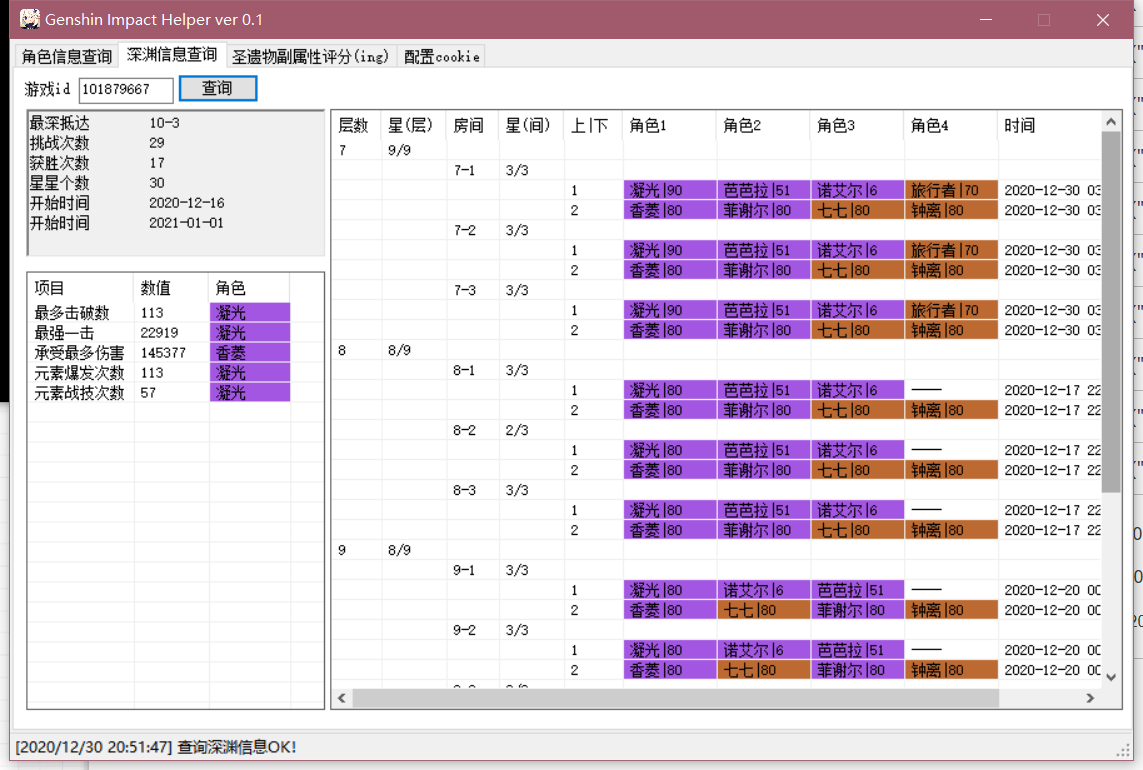 Genshin Impact Helper ver 0.1
角色信息查询 深渊信息查询 圣遗物副属性评分(ing) 配置cookie
游戏id 101879667 查询
最深抵达 10-3
挑战次数 29
获胜次数 17
星星个数 30
开始时间 2020-12-16
开始时间 2021-01-01
项目 数值 角色
最多击破数 113 凝光
最强一击 22919 凝光
承受最多伤害 145377 香菱
元素爆发次数 113 凝光
元素战技次数 57 凝光
层数 星(层) 房间 星(间) 上|下 角色1 角色2 角色3 角色4 时间
7 9/9
7-1 3/3
1 凝光|90 芭芭拉|51 诺艾尔|6 旅行者|70 2020-12-30 03
2 香菱|80 菲谢尔|80 七七|80 钟离|80 2020-12-30 03
7-2 3/3
1 凝光|90 芭芭拉|51 诺艾尔|6 旅行者|70 2020-12-30 03
2 香菱|80 菲谢尔|80 七七|80 钟离|80 2020-12-30 03
7-3 3/3
1 凝光|90 芭芭拉|51 诺艾尔|6 旅行者|70 2020-12-30 03
2 香菱|80 菲谢尔|80 七七|80 钟离|80 2020-12-30 03
8 8/9
8-1 3/3
1 凝光|80 芭芭拉|51 诺艾尔|6 —— 2020-12-17 22
2 香菱|80 菲谢尔|80 七七|80 钟离|80 2020-12-17 22
8-2 2/3
1 凝光|80 芭芭拉|51 诺艾尔|6 —— 2020-12-17 22
2 香菱|80 菲谢尔|80 七七|80 钟离|80 2020-12-17 22
8-3 3/3
1 凝光|80 芭芭拉|51 诺艾尔|6 —— 2020-12-17 22
2 香菱|80 菲谢尔|80 七七|80 钟离|80 2020-12-17 22
9 8/9
9-1 3/3
1 凝光|80 诺艾尔|6 芭芭拉|51 —— 2020-12-20 00
2 香菱|80 七七|80 菲谢尔|80 钟离|80 2020-12-20 00
9-2 3/3
1 凝光|80 诺艾尔|6 芭芭拉|51 —— 2020-12-20 00
2 香菱|80 七七|80 菲谢尔|80 钟离|80 2020-12-20 00
[2020/12/30 20:51:47] 查询深渊信息OK!